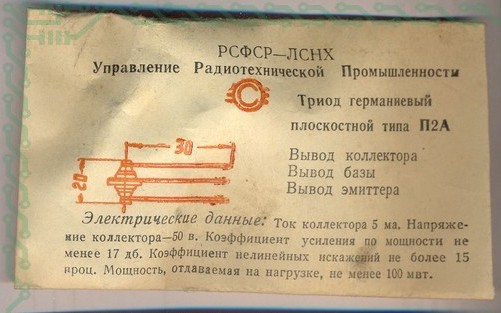 РСФСР—ЛСНХ
Управление Радиотехнической Промышленности
Триод германиевый
плоскостной типа П2А
30
20
Вывод коллектора
Вывод базы
Вывод эмиттера
Электрические данные: Ток коллектора 5 ма. Напряже-
ние коллектора—50 в. Коэффициент усиления по мощности не
менее 17 дб. Коэффициент нелинейных искажений не более 15
проц. Мощность, отдаваемая на нагрузке, не менее 100 мвт.